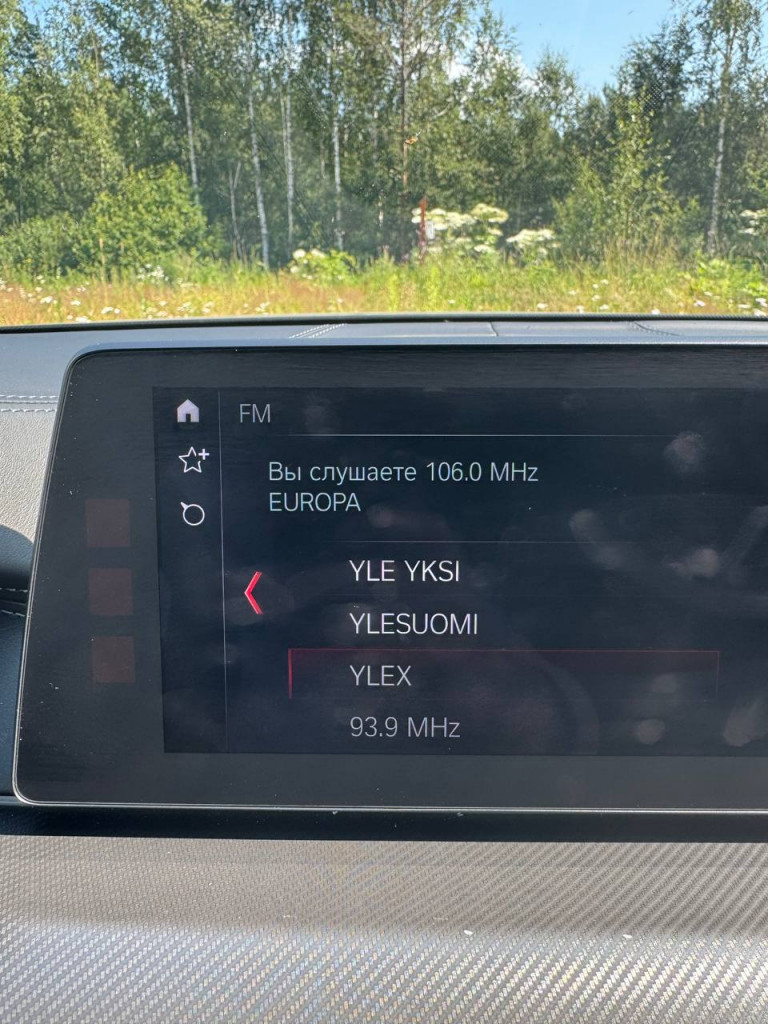 FM
Вы слушаете 106.0 MHz
EUROPA
YLE YKSI
YLESUOMI
YLEX
93.9 MHz